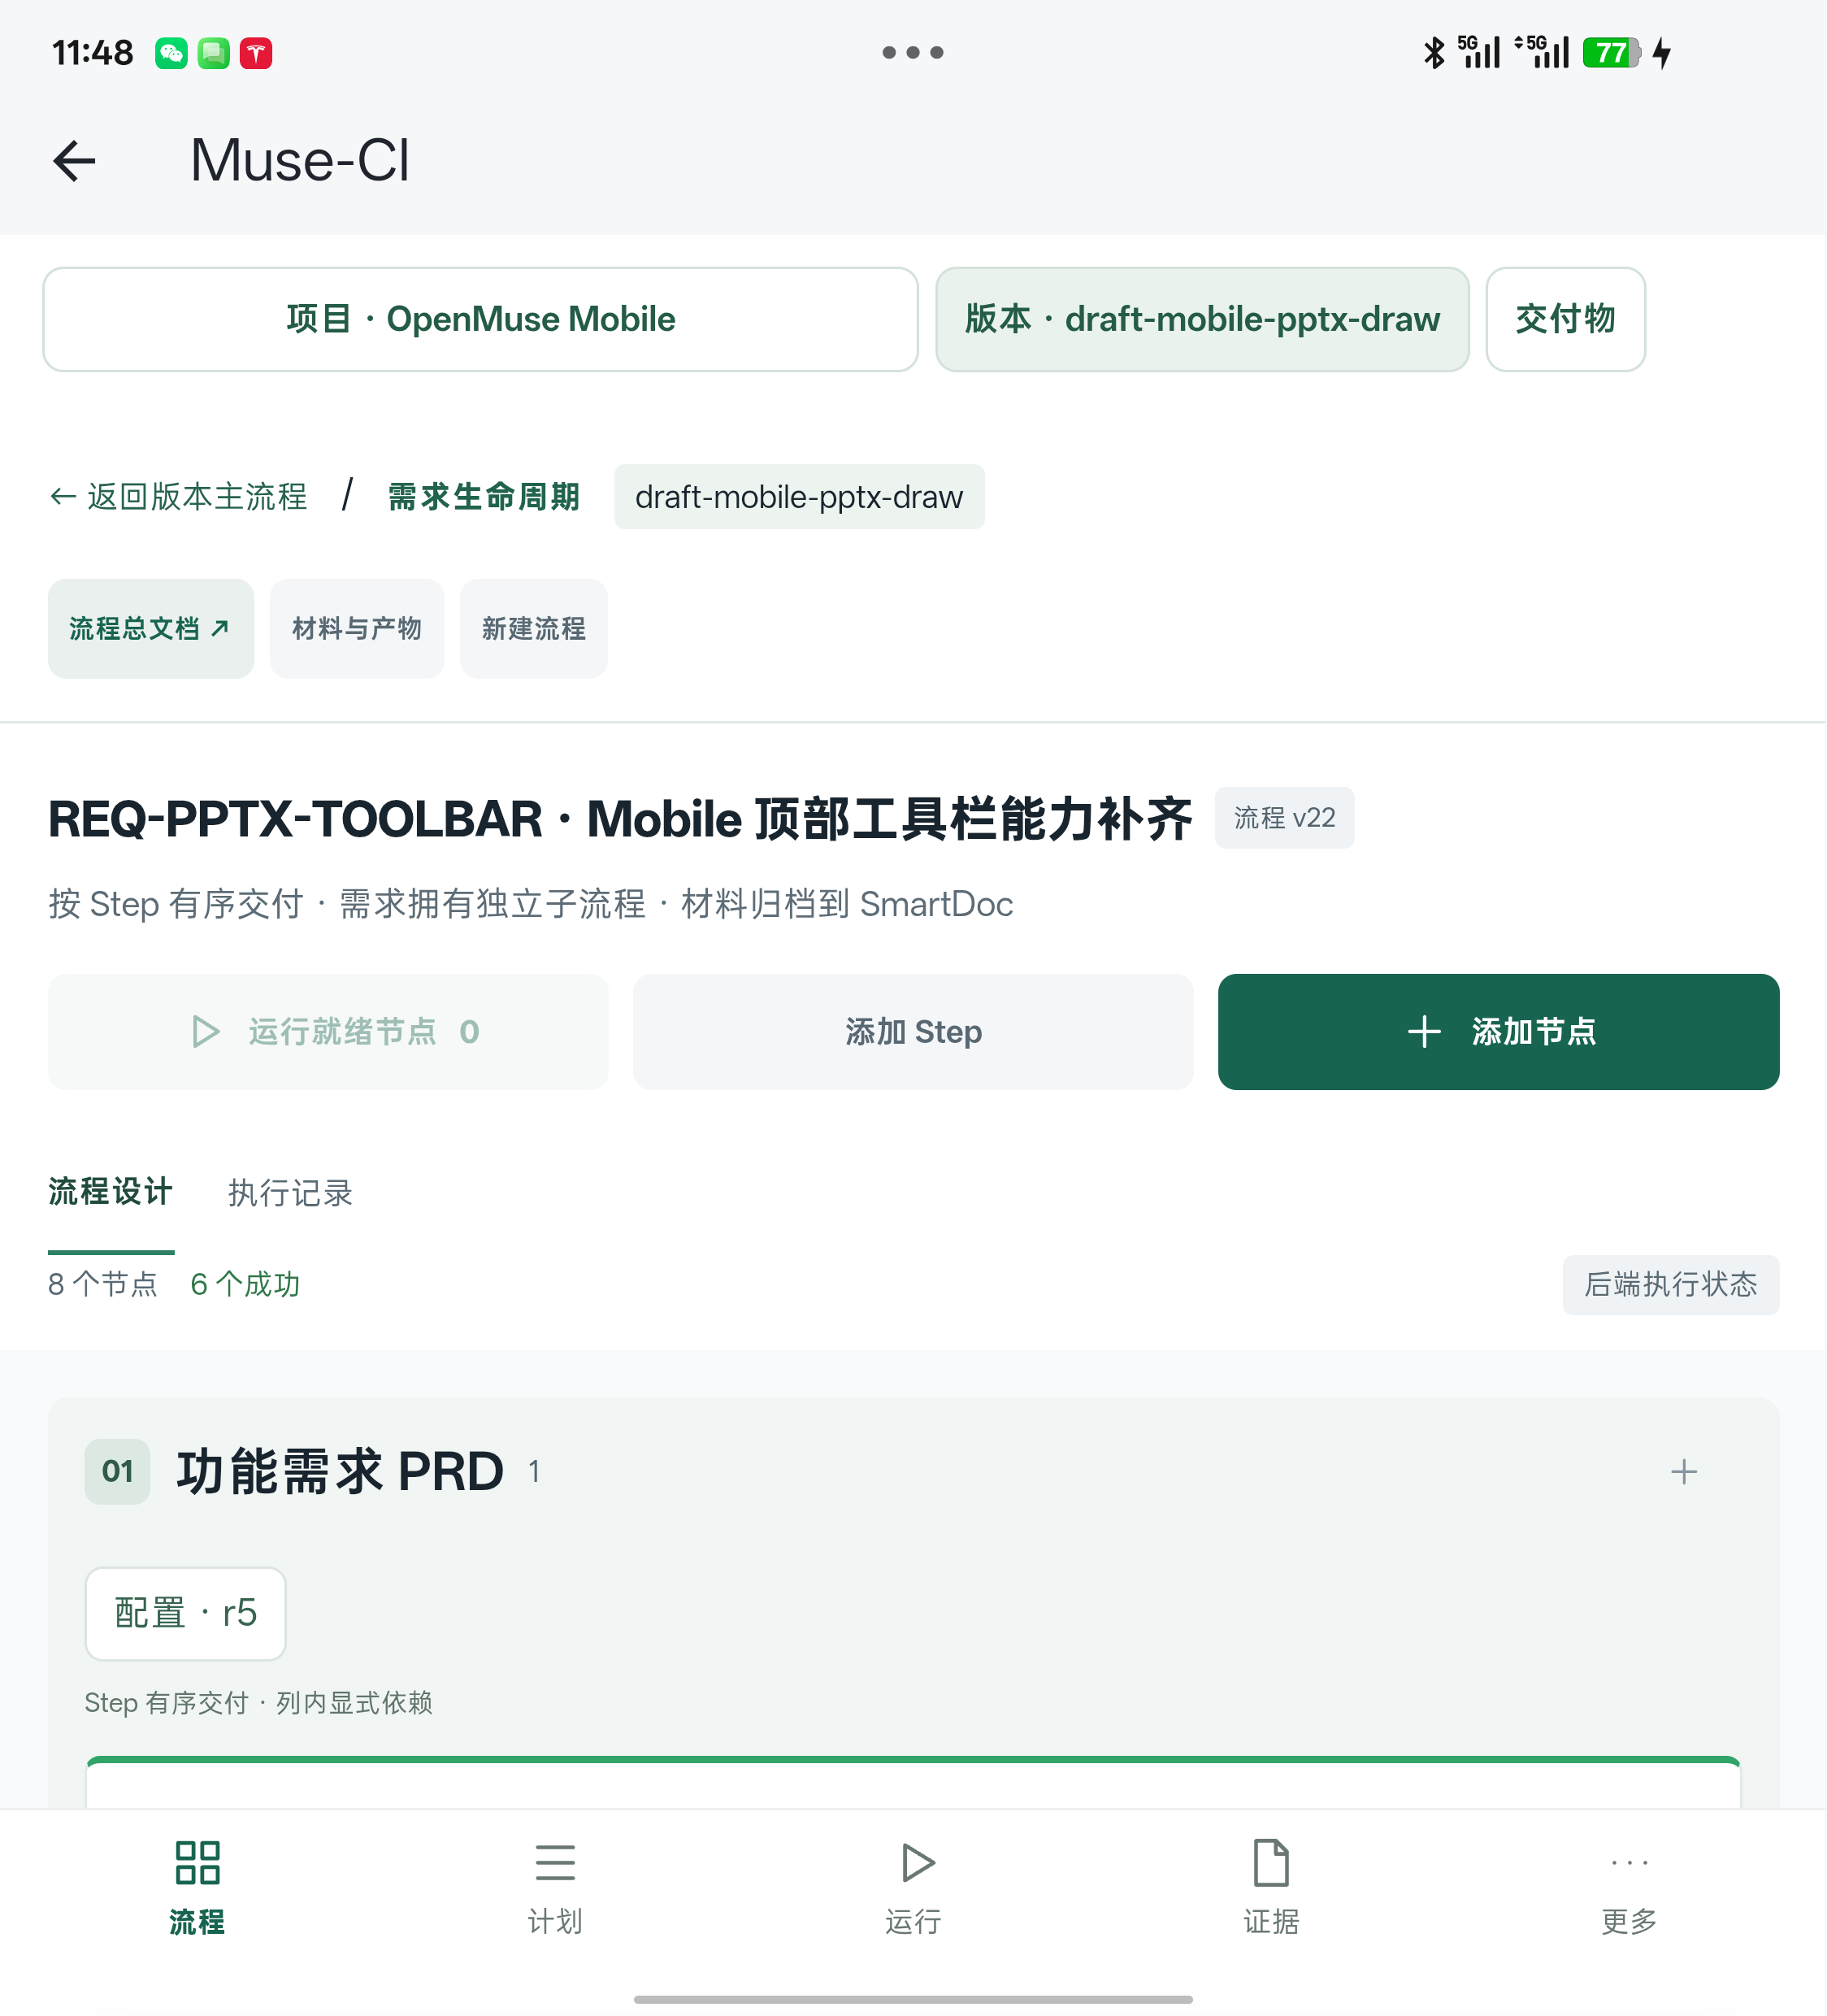 11:48 5G 5G 77
Muse-CI
项目 · OpenMuse Mobile 版本 · draft-mobile-pptx-draw 交付物
← 返回版本主流程 / 需求生命周期 draft-mobile-pptx-draw
流程总文档 ↗ 材料与产物 新建流程
REQ-PPTX-TOOLBAR · Mobile 顶部工具栏能力补齐 流程 v22
按 Step 有序交付 · 需求拥有独立子流程 · 材料归档到 SmartDoc
运行就绪节点 0 添加 Step 添加节点
流程设计 执行记录
8 个节点 6 个成功 后端执行状态
01 功能需求 PRD 1
配置 · r5
Step 有序交付 · 列内显式依赖
流程 计划 运行 证据 更多